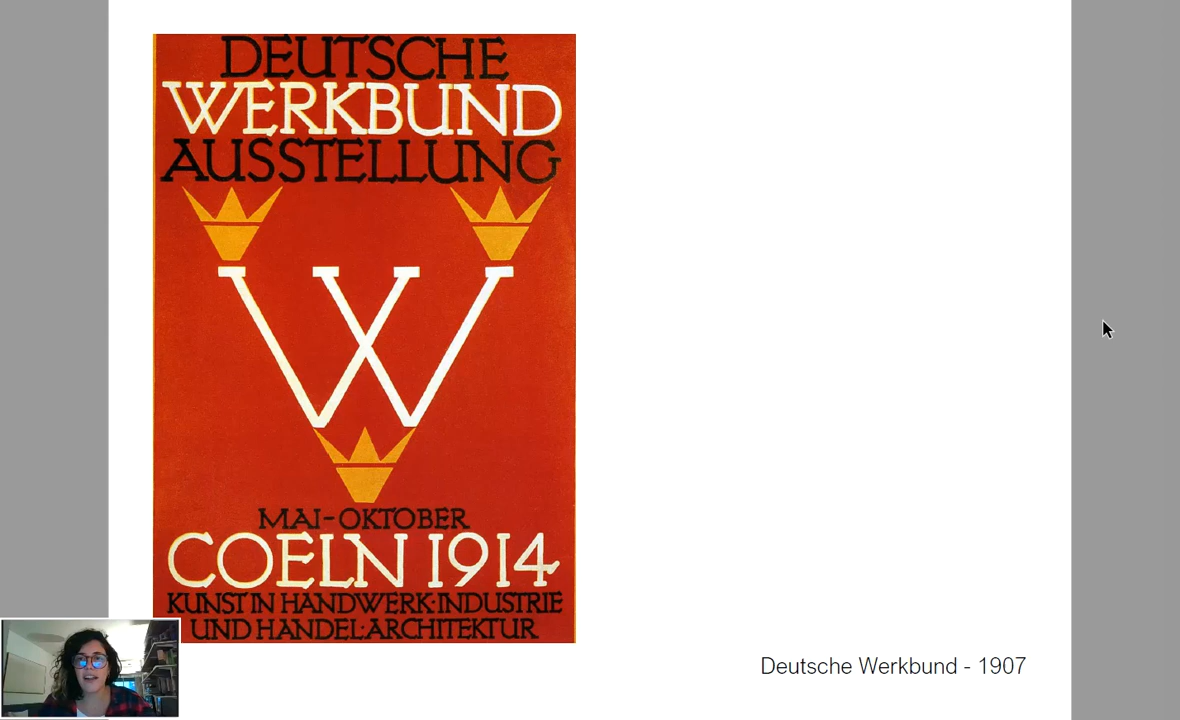 DEUTSCHE
WERKBUND
AUSSTELLUNG
W
MAI-OKTOBER
COELN 1914
KUNST IN HANDWERK·INDUSTRIE
UND HANDEL·ARCHITEKTUR
Deutsche Werkbund - 1907